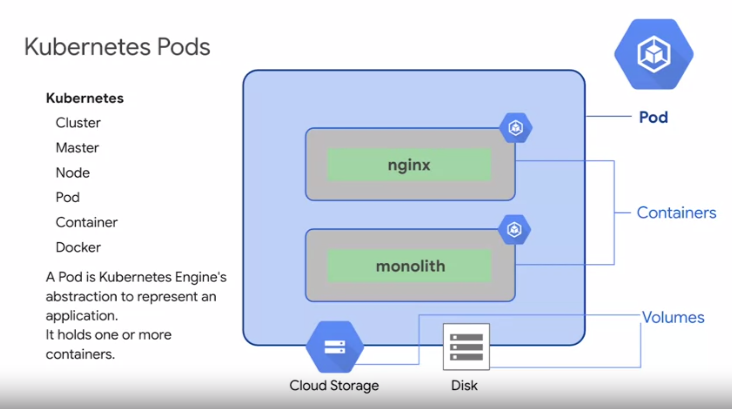 Kubernetes Pods
Kubernetes
Cluster
Master
Node
Pod
Container
Docker
A Pod is Kubernetes Engine's
abstraction to represent an
application.
It holds one or more
containers.
nginx
monolith
Pod
Containers
Volumes
Cloud Storage
Disk